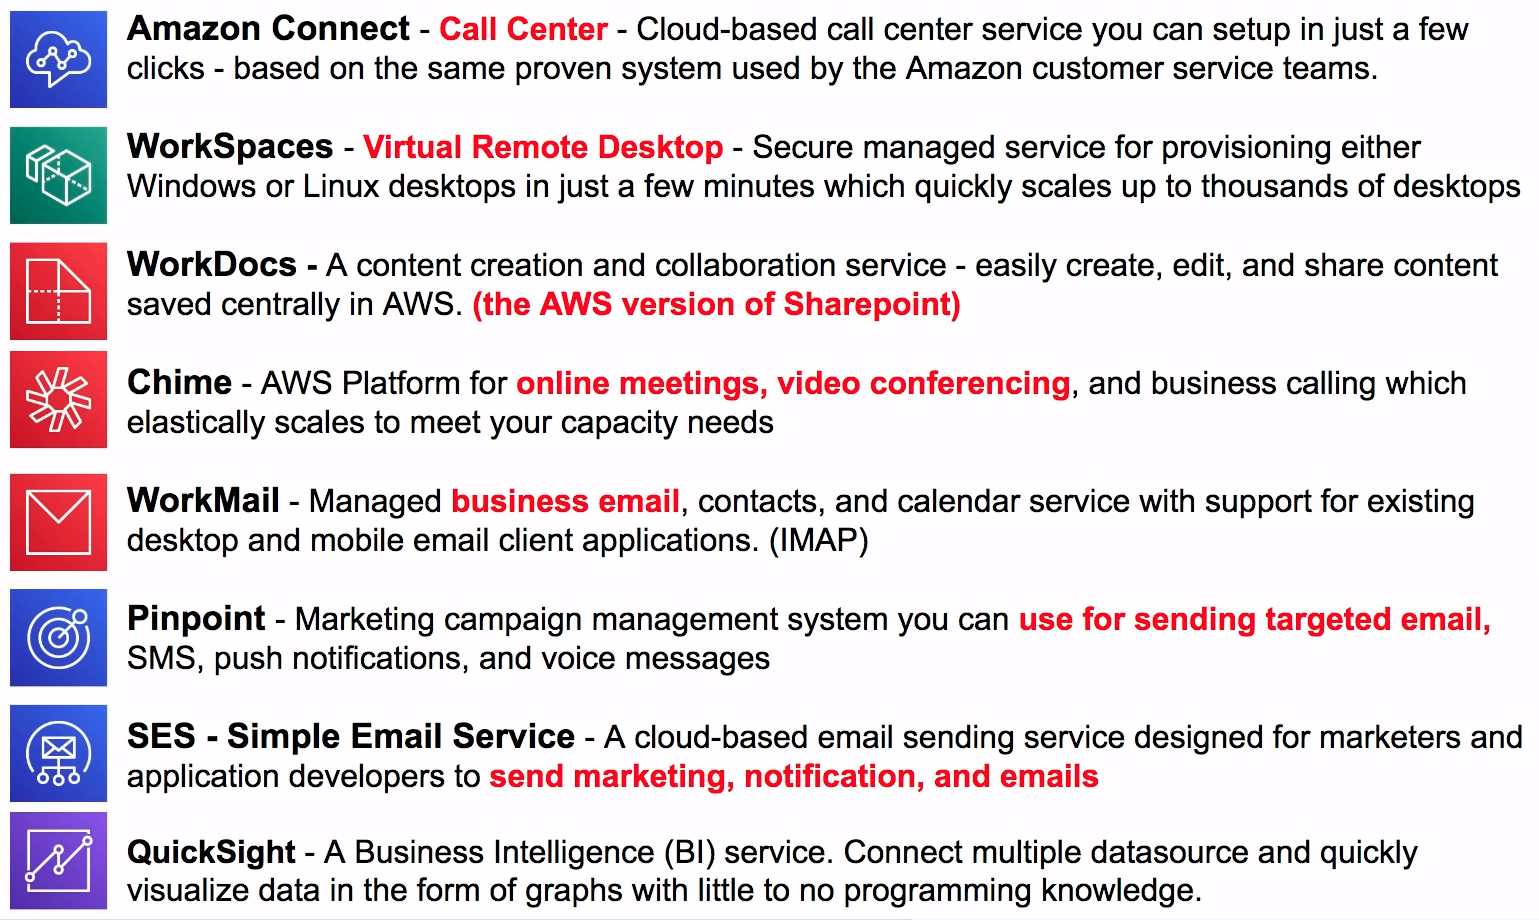 Amazon Connect - Call Center - Cloud-based call center service you can setup in just a few
clicks - based on the same proven system used by the Amazon customer service teams.
WorkSpaces - Virtual Remote Desktop - Secure managed service for provisioning either
Windows or Linux desktops in just a few minutes which quickly scales up to thousands of desktops
WorkDocs - A content creation and collaboration service - easily create, edit, and share content
saved centrally in AWS. (the AWS version of Sharepoint)
Chime - AWS Platform for online meetings, video conferencing, and business calling which
elastically scales to meet your capacity needs
WorkMail - Managed business email, contacts, and calendar service with support for existing
desktop and mobile email client applications. (IMAP)
Pinpoint - Marketing campaign management system you can use for sending targeted email,
SMS, push notifications, and voice messages
SES - Simple Email Service - A cloud-based email sending service designed for marketers and
application developers to send marketing, notification, and emails
QuickSight - A Business Intelligence (BI) service. Connect multiple datasource and quickly
visualize data in the form of graphs with little to no programming knowledge.